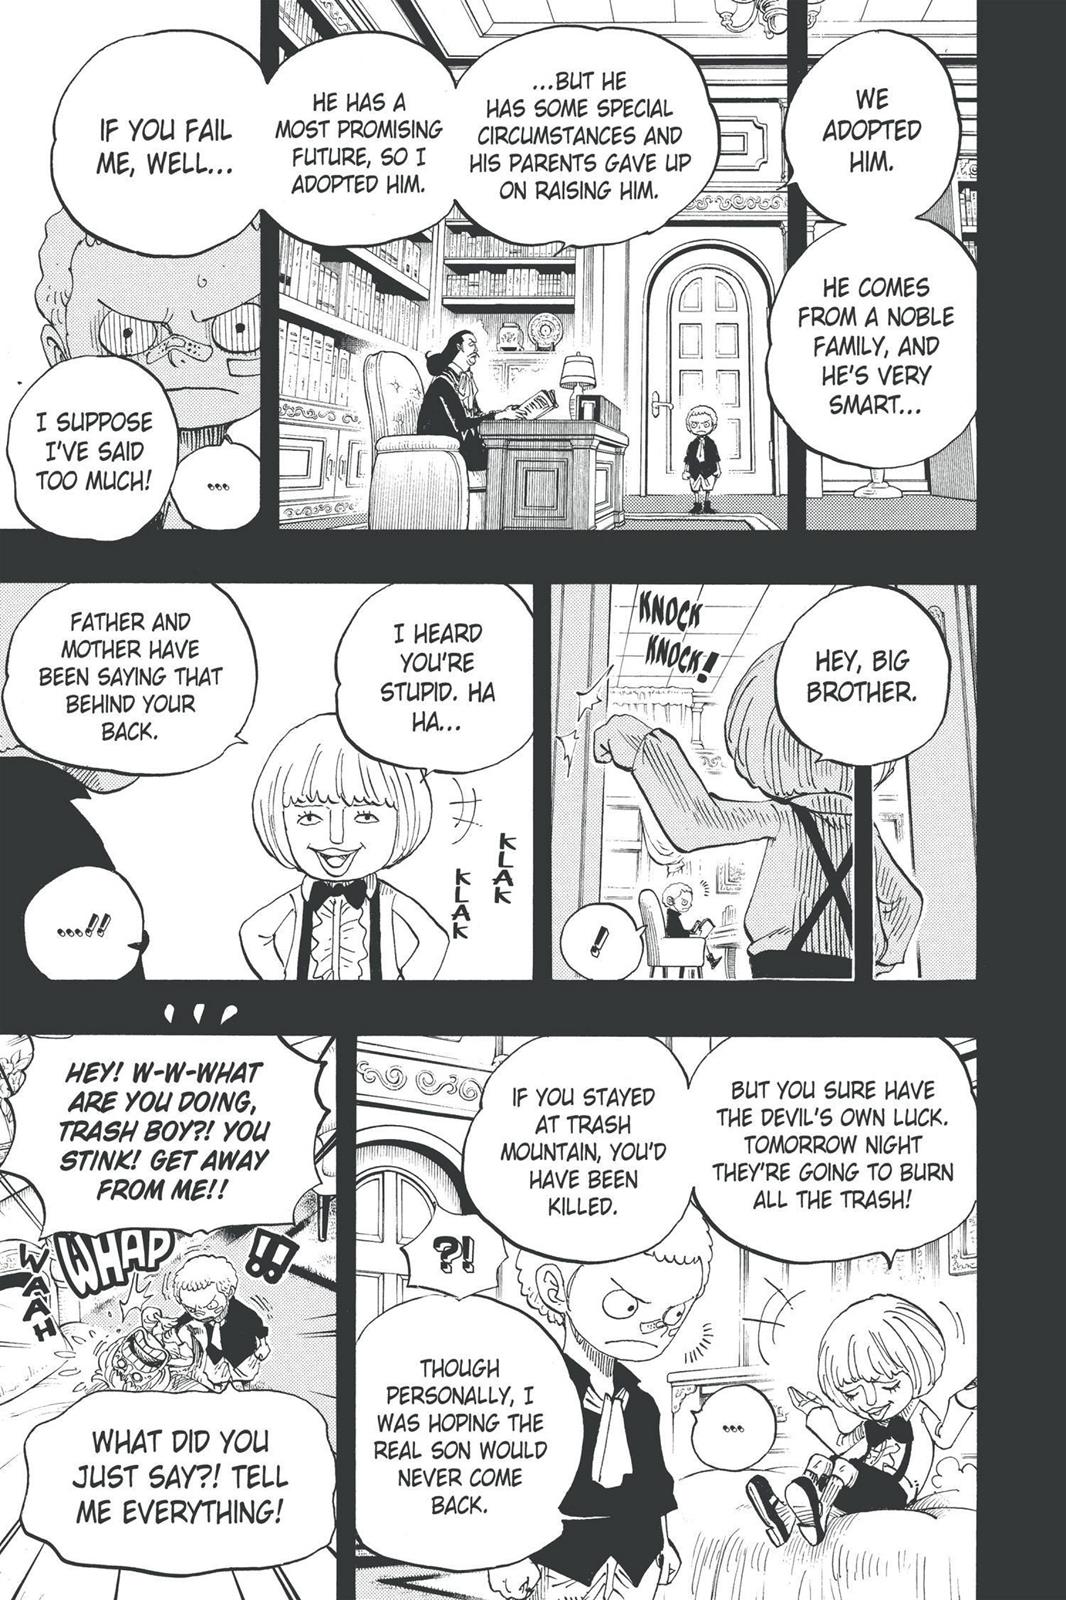 WE
ADOPTED
HIM.
HE COMES
FROM A NOBLE
FAMILY, AND
HE'S VERY
SMART...
...BUT HE
HAS SOME SPECIAL
CIRCUMSTANCES AND
HIS PARENTS GAVE UP
ON RAISING HIM.
HE HAS A
MOST PROMISING
FUTURE, SO I
ADOPTED HIM.
IF YOU FAIL
ME, WELL...
I SUPPOSE
I'VE SAID
TOO MUCH!
...
HEY, BIG
BROTHER.
KNOCK
KNOCK!
!
I HEARD
YOU'RE
STUPID. HA
HA...
KLAK
KLAK
FATHER AND
MOTHER HAVE
BEEN SAYING THAT
BEHIND YOUR
BACK.
....!!
BUT YOU SURE HAVE
THE DEVIL'S OWN LUCK.
TOMORROW NIGHT
THEY'RE GOING TO BURN
ALL THE TRASH!
IF YOU STAYED
AT TRASH
MOUNTAIN, YOU'D
HAVE BEEN
KILLED.
?!
...
THOUGH
PERSONALLY, I
WAS HOPING THE
REAL SON WOULD
NEVER COME
BACK.
HEY! W-W-WHAT
ARE YOU DOING,
TRASH BOY?! YOU
STINK! GET AWAY
FROM ME!!
WHAP
!!
WAAH
WHAT DID YOU
JUST SAY?! TELL
ME EVERYTHING!